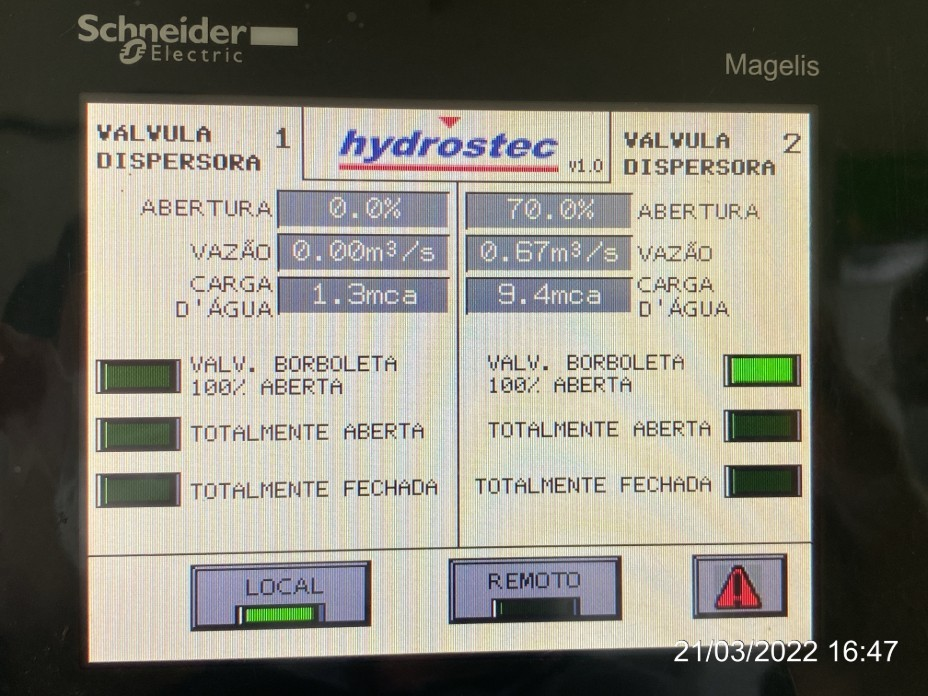 Schneider
Electric
Magelis
VÁLVULA 1
DISPERSORA
hydrostec
v1.0
VÁLVULA 2
DISPERSORA
ABERTURA 0.0% 70.0% ABERTURA
VAZÃO 0.00m³/s 0.67m³/s VAZÃO
CARGA
D'ÁGUA 1.3mca 9.4mca CARGA
D'ÁGUA
VALV. BORBOLETA
100% ABERTA
VALV. BORBOLETA
100% ABERTA
TOTALMENTE ABERTA TOTALMENTE ABERTA
TOTALMENTE FECHADA TOTALMENTE FECHADA
LOCAL REMOTO
21/03/2022 16:47